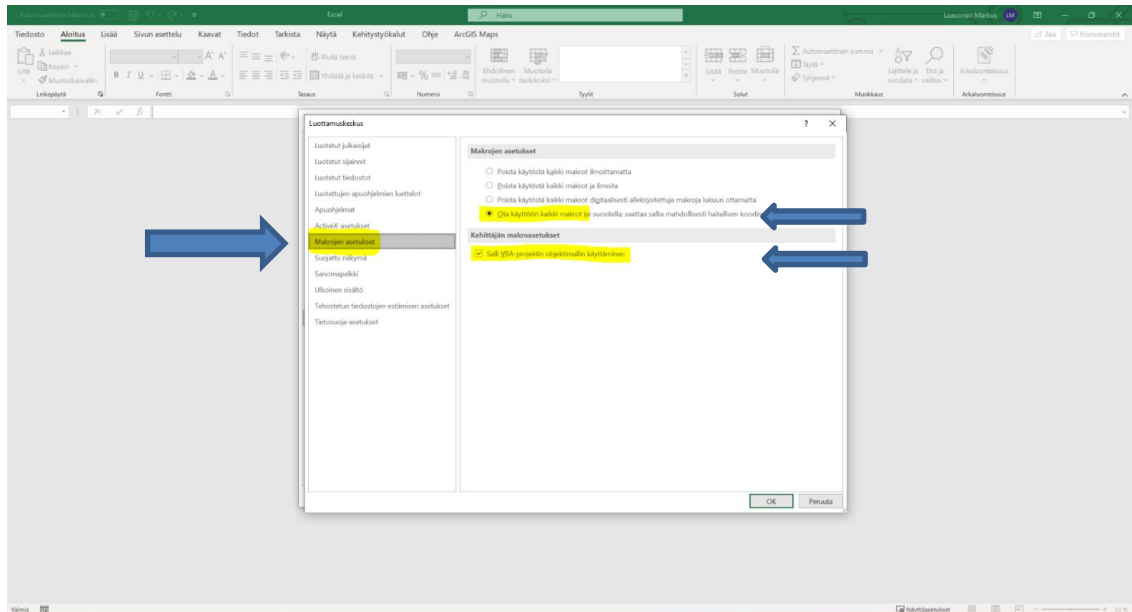 Automaattinen tallennus
Excel
Haku
Laasonen Markus LM
Tiedosto Aloitus Lisää Sivun asettelu Kaavat Tiedot Tarkista Näytä Kehitystyökalut Ohje ArcGIS Maps
Jaa Kommentit
Liitä
Leikkaa
Kopioi
Muotoilusivellin
B I U
Rivitä teksti
Yhdistä ja keskitä
% 000
Ehdollinen muotoilu
Muotoile taulukoksi
Lisää Poista Muotoile
Automaattinen summa
Täytä
Tyhjennä
Lajittele ja suodata
Etsi ja valitse
Arkaluonteisuus
Leikepöytä Fontti Tasaus Numero Tyylit Solut Muokkaus Arkaluonteisuus
fx
Luottamuskeskus ? ×
Luotetut julkaisijat
Luotetut sijainnit
Luotetut tiedostot
Luotettujen apuohjelmien luettelot
Apuohjelmat
ActiveX-asetukset
Makrojen asetukset
Suojattu näkymä
Sanomapalkki
Ulkoinen sisältö
Tehostetun tiedostojen estämisen asetukset
Tietosuoja-asetukset
Makrojen asetukset
Poista käytöstä kaikki makrot ilmoittamatta
Poista käytöstä kaikki makrot ja ilmoita
Poista käytöstä kaikki makrot digitaalisesti allekirjoitettuja makroja lukuun ottamatta
Ota käyttöön kaikki makrot (ei suositella; saattaa sallia mahdollisesti haitallisen koodin
Kehittäjän makroasetukset
Salli VBA-projektin objektimallin käyttäminen
OK Peruuta
Valmis
Näyttöasetukset
10 %